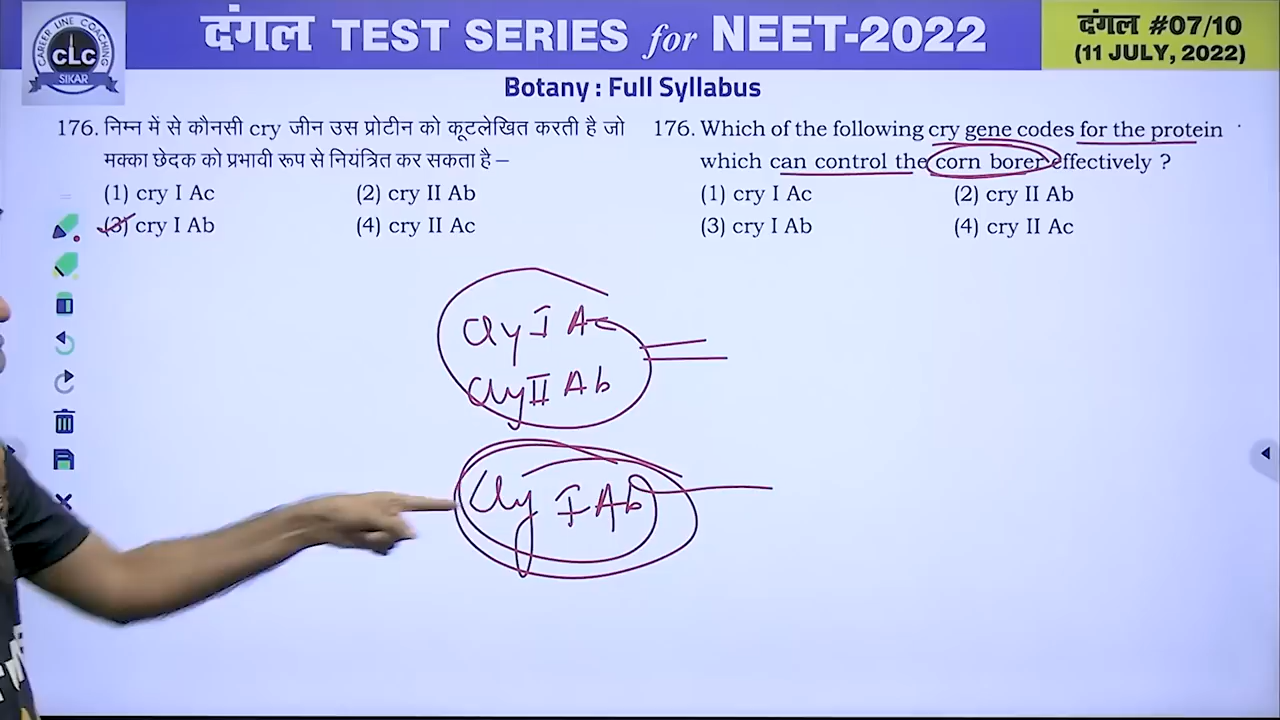 CAREER LINE COACHING
CLC
SIKAR
दंगल TEST SERIES for NEET-2022
दंगल #07/10
(11 JULY, 2022)
Botany : Full Syllabus
176. निम्न में से कौनसी cry जीन उस प्रोटीन को कूटलेखित करती है जो
मक्का छेदक को प्रभावी रूप से नियंत्रित कर सकता है –
(1) cry I Ac (2) cry II Ab
(3) cry I Ab (4) cry II Ac
176. Which of the following cry gene codes for the protein
which can control the corn borer effectively ?
(1) cry I Ac (2) cry II Ab
(3) cry I Ab (4) cry II Ac
Cry I Ac
Cry II Ab
Cry I Ab